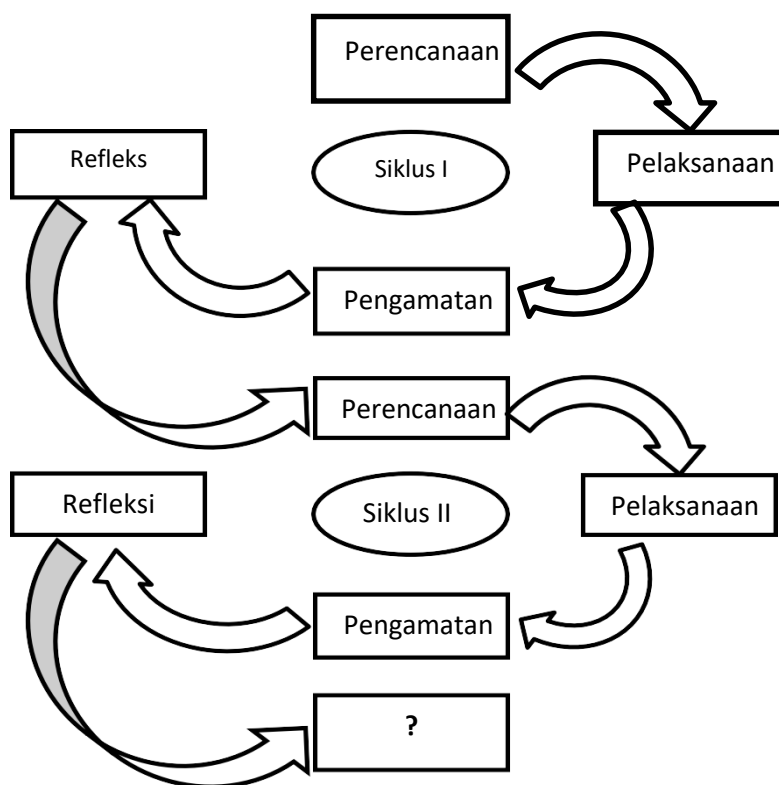 Perencanaan
Refleks
Siklus I
Pelaksanaan
Pengamatan
Perencanaan
Refleksi
Siklus II
Pelaksanaan
Pengamatan
?